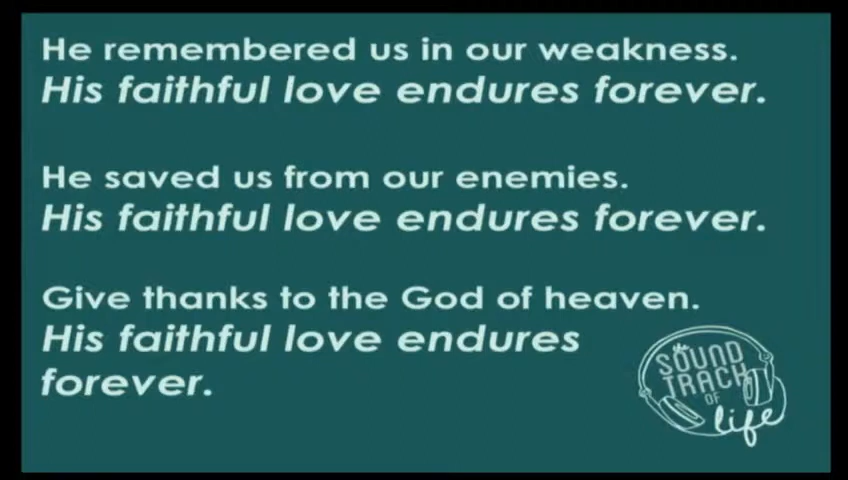 He remembered us in our weakness.
His faithful love endures forever.
He saved us from our enemies.
His faithful love endures forever.
Give thanks to the God of heaven.
His faithful love endures
forever.
the
SOUND
TRACK
OF
life